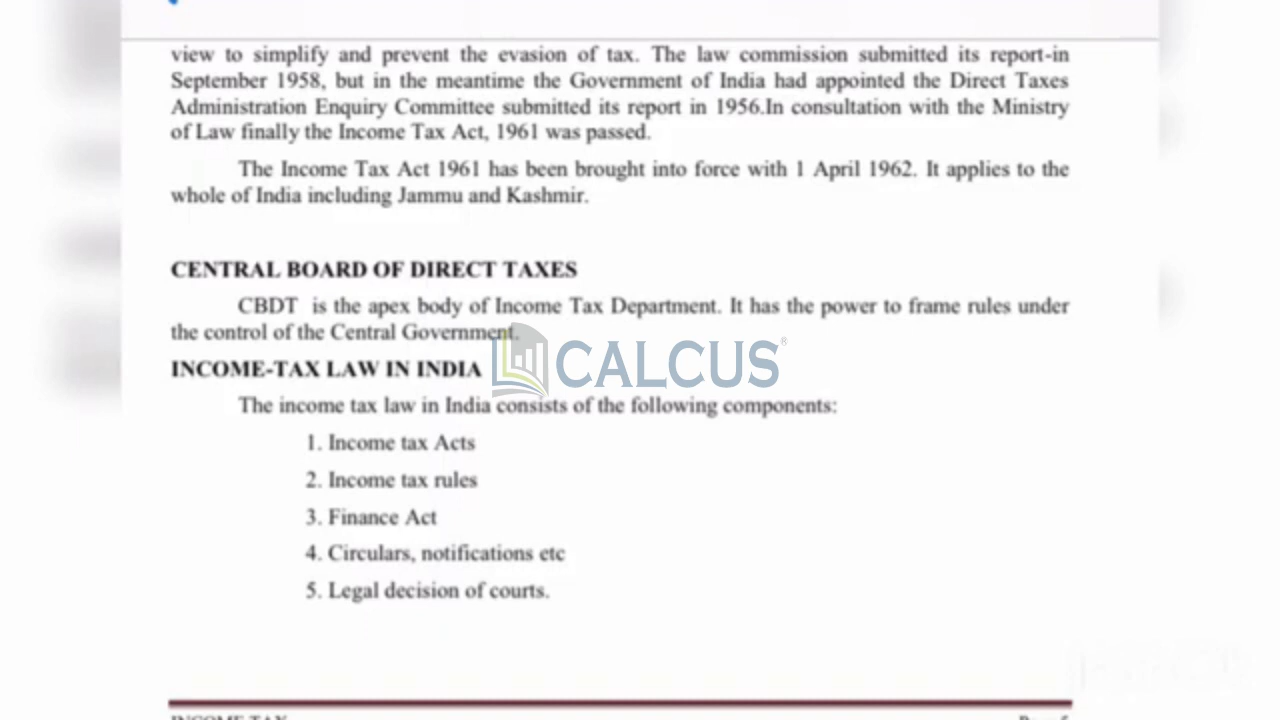 view to simplify and prevent the evasion of tax. The law commission submitted its report-in
September 1958, but in the meantime the Government of India had appointed the Direct Taxes
Administration Enquiry Committee submitted its report in 1956.In consultation with the Ministry
of Law finally the Income Tax Act, 1961 was passed.
The Income Tax Act 1961 has been brought into force with 1 April 1962. It applies to the
whole of India including Jammu and Kashmir.
CENTRAL BOARD OF DIRECT TAXES
CBDT is the apex body of Income Tax Department. It has the power to frame rules under
the control of the Central Government.
INCOME-TAX LAW IN INDIA
CALCUS®
The income tax law in India consists of the following components:
1. Income tax Acts
2. Income tax rules
3. Finance Act
4. Circulars, notifications etc
5. Legal decision of courts.